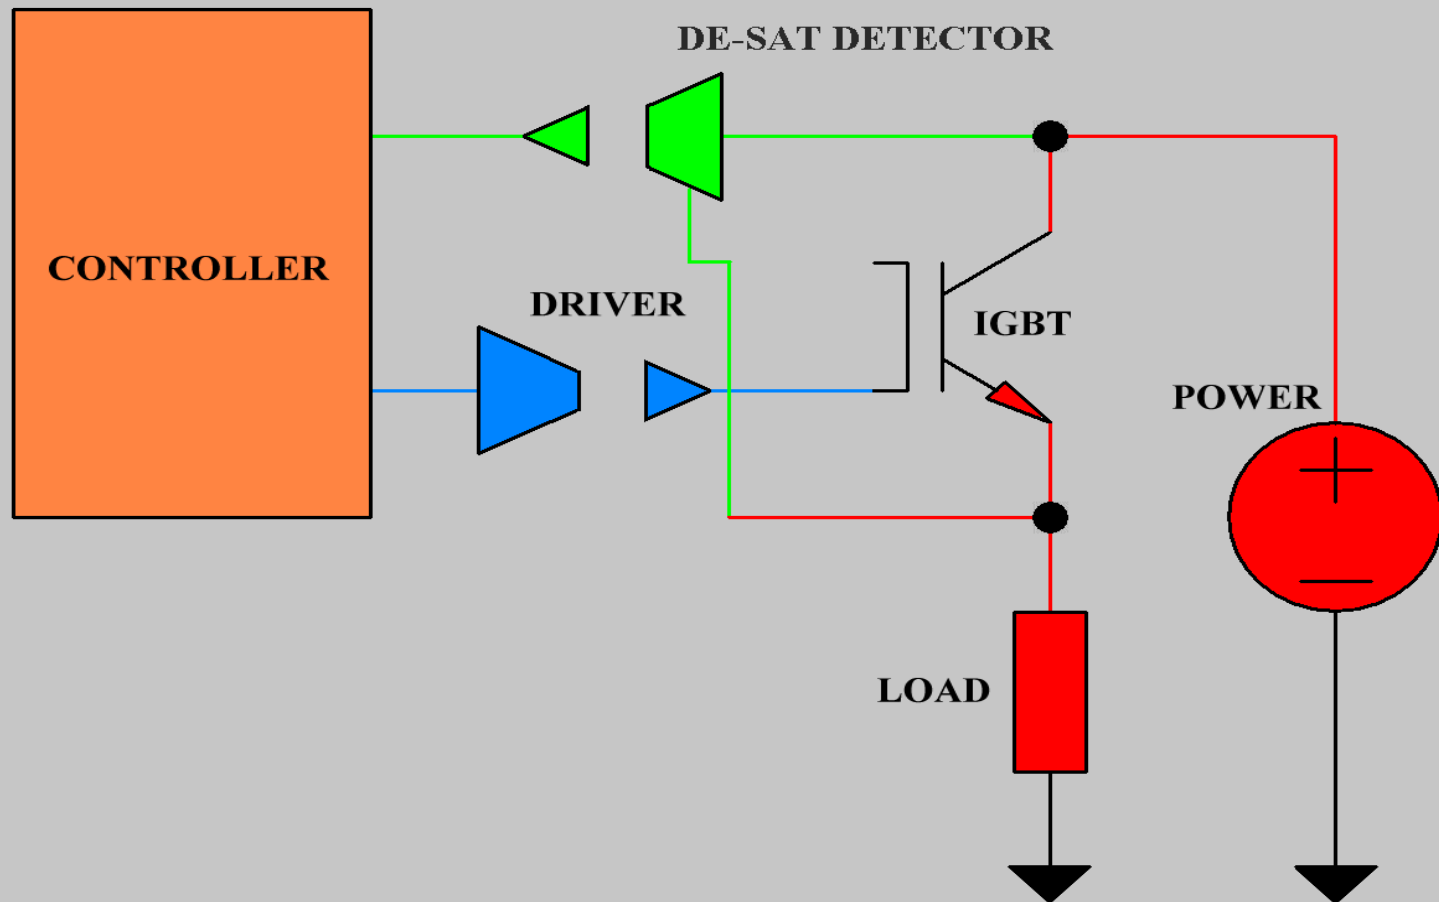 DE-SAT DETECTOR
CONTROLLER
DRIVER
IGBT
POWER
LOAD